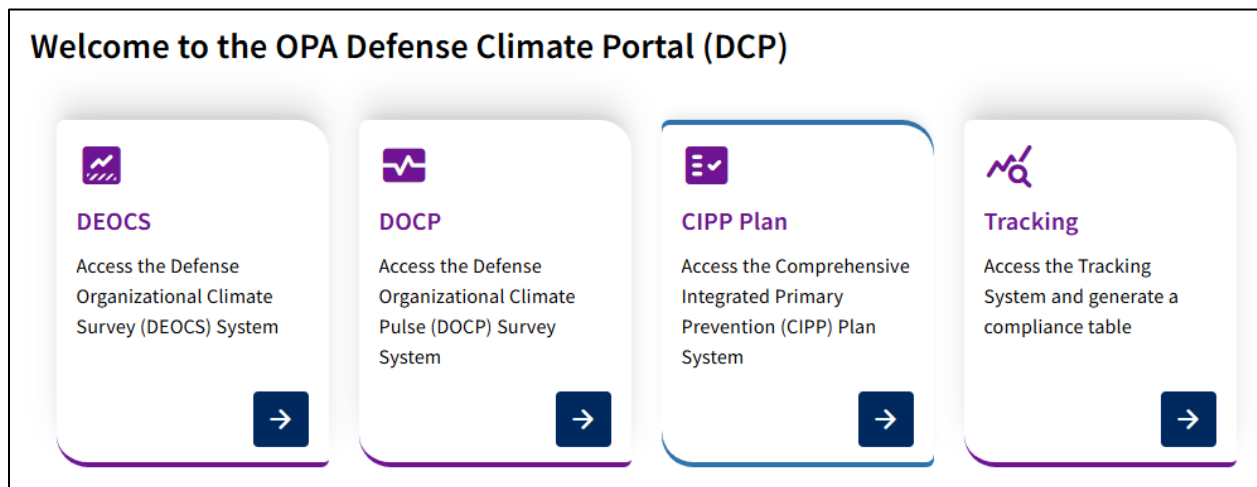 Welcome to the OPA Defense Climate Portal (DCP)
DEOCS
Access the Defense
Organizational Climate
Survey (DEOCS) System
DOCP
Access the Defense
Organizational Climate
Pulse (DOCP) Survey
System
CIPP Plan
Access the Comprehensive
Integrated Primary
Prevention (CIPP) Plan
System
Tracking
Access the Tracking
System and generate a
compliance table